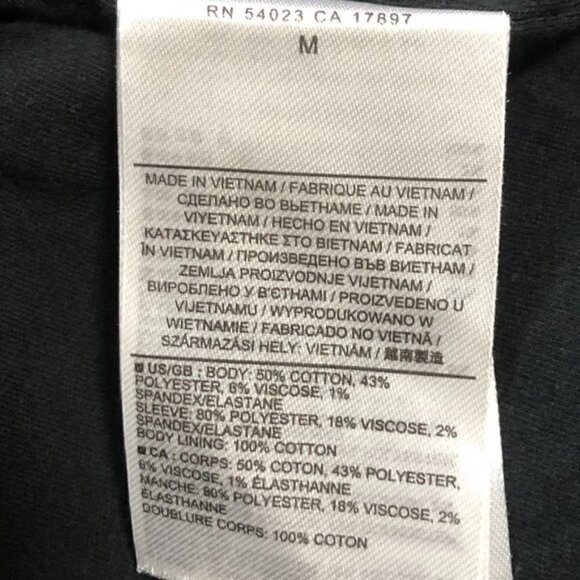 RN 54023 CA 17897
M
MADE IN VIETNAM / FABRIQUE AU VIETNAM /
СДЕЛАНО ВО ВЬЕТНАМЕ / MADE IN
VIYETNAM / HECHO EN VIETNAM /
ΚΑΤΑΣΚΕΥΑΣΤΗΚΕ ΣΤΟ ΒΙΕΤΝΑΜ / FABRICAT
ÎN VIETNAM / ПРОИЗВЕДЕНО ВЪВ ВИЕТНАМ /
ZEMLJA PROIZVODNJE VIJETNAM /
ВИРОБЛЕНО У В'ЄТНАМІ / PROIZVEDENO U
VIJETNAMU / WYPRODUKOWANO W
WIETNAMIE / FABRICADO NO VIETNÃ /
SZÁRMAZÁSI HELY: VIETNÁM / 越南製造
US/GB : BODY: 50% COTTON, 43%
POLYESTER, 6% VISCOSE, 1%
SPANDEX/ELASTANE
SLEEVE: 80% POLYESTER, 18% VISCOSE, 2%
SPANDEX/ELASTANE
BODY LINING: 100% COTTON
CA : CORPS: 50% COTON, 43% POLYESTER,
6% VISCOSE, 1% ÉLASTHANNE
MANCHE: 80% POLYESTER, 18% VISCOSE, 2%
ÉLASTHANNE
DOUBLURE CORPS: 100% COTON